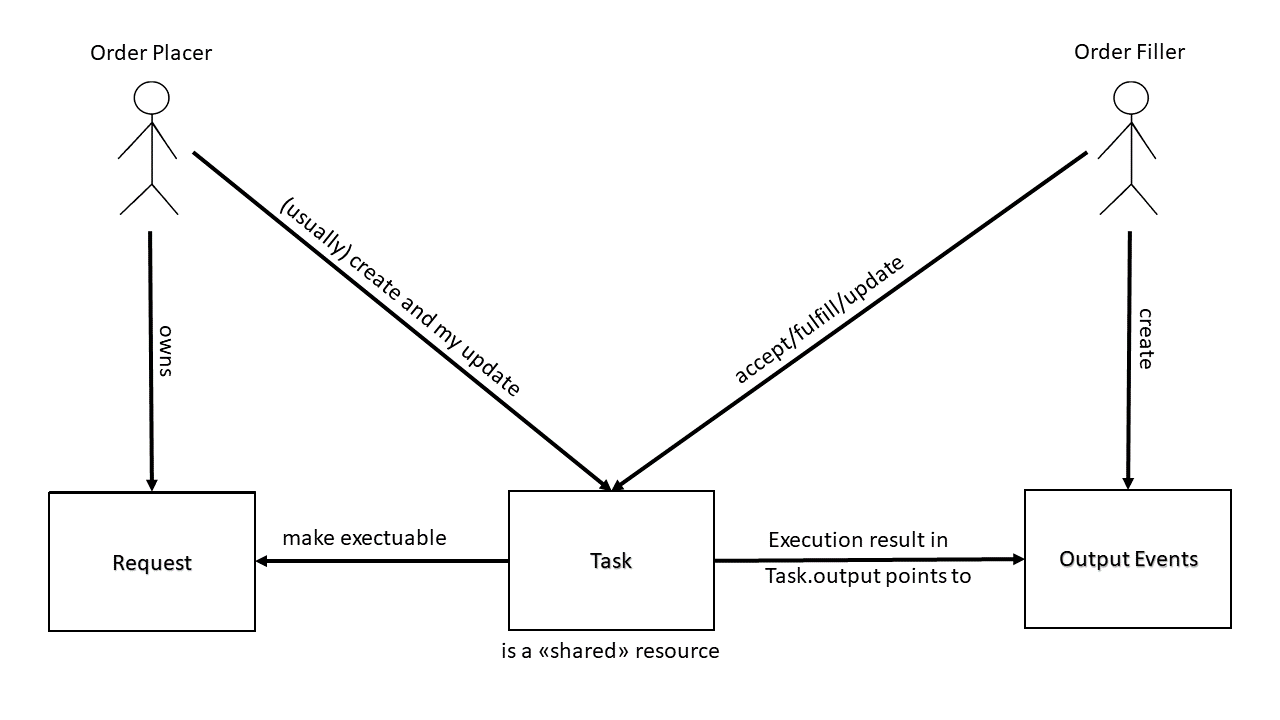 Order Placer
Order Filler
(usually) create and my update
accept/fulfill/update
owns
create
make exectuable
Execution result in
Request
Task
Output Events
Task.output points to
is a «shared» resource